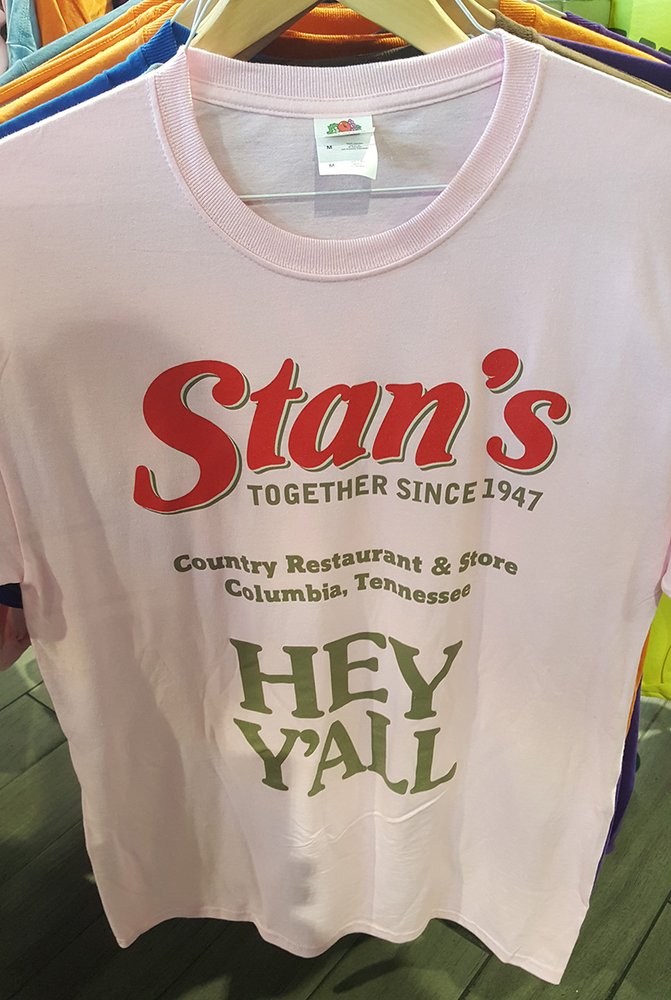 M
M
Stan's
TOGETHER SINCE 1947
Country Restaurant & Store
Columbia, Tennessee
HEY
Y'ALL